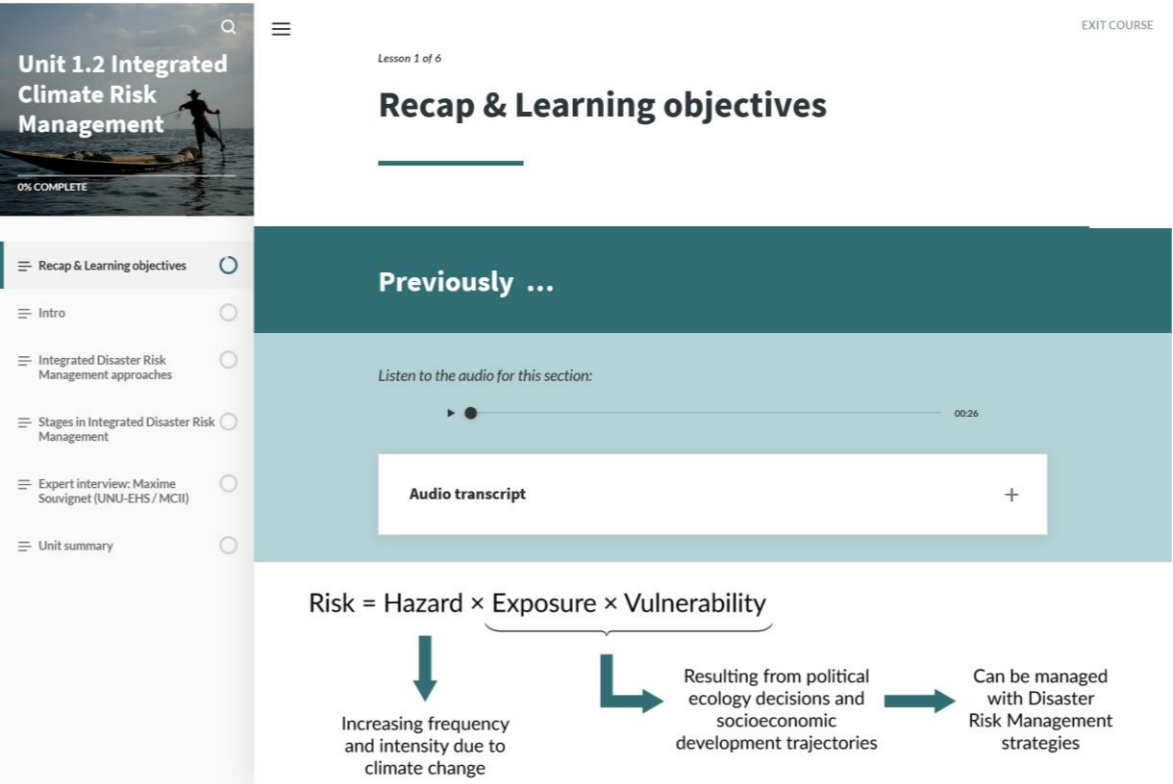 Unit 1.2 Integrated
Climate Risk
Management
0% COMPLETE
Recap & Learning objectives
Intro
Integrated Disaster Risk
Management approaches
Stages in Integrated Disaster Risk
Management
Expert interview: Maxime
Souvignet (UNU-EHS / MCII)
Unit summary
EXIT COURSE
Lesson 1 of 6
Recap & Learning objectives
Previously ...
Listen to the audio for this section:
00:26
Audio transcript
Risk = Hazard × Exposure × Vulnerability
Increasing frequency
and intensity due to
climate change
Resulting from political
ecology decisions and
socioeconomic
development trajectories
Can be managed
with Disaster
Risk Management
strategies